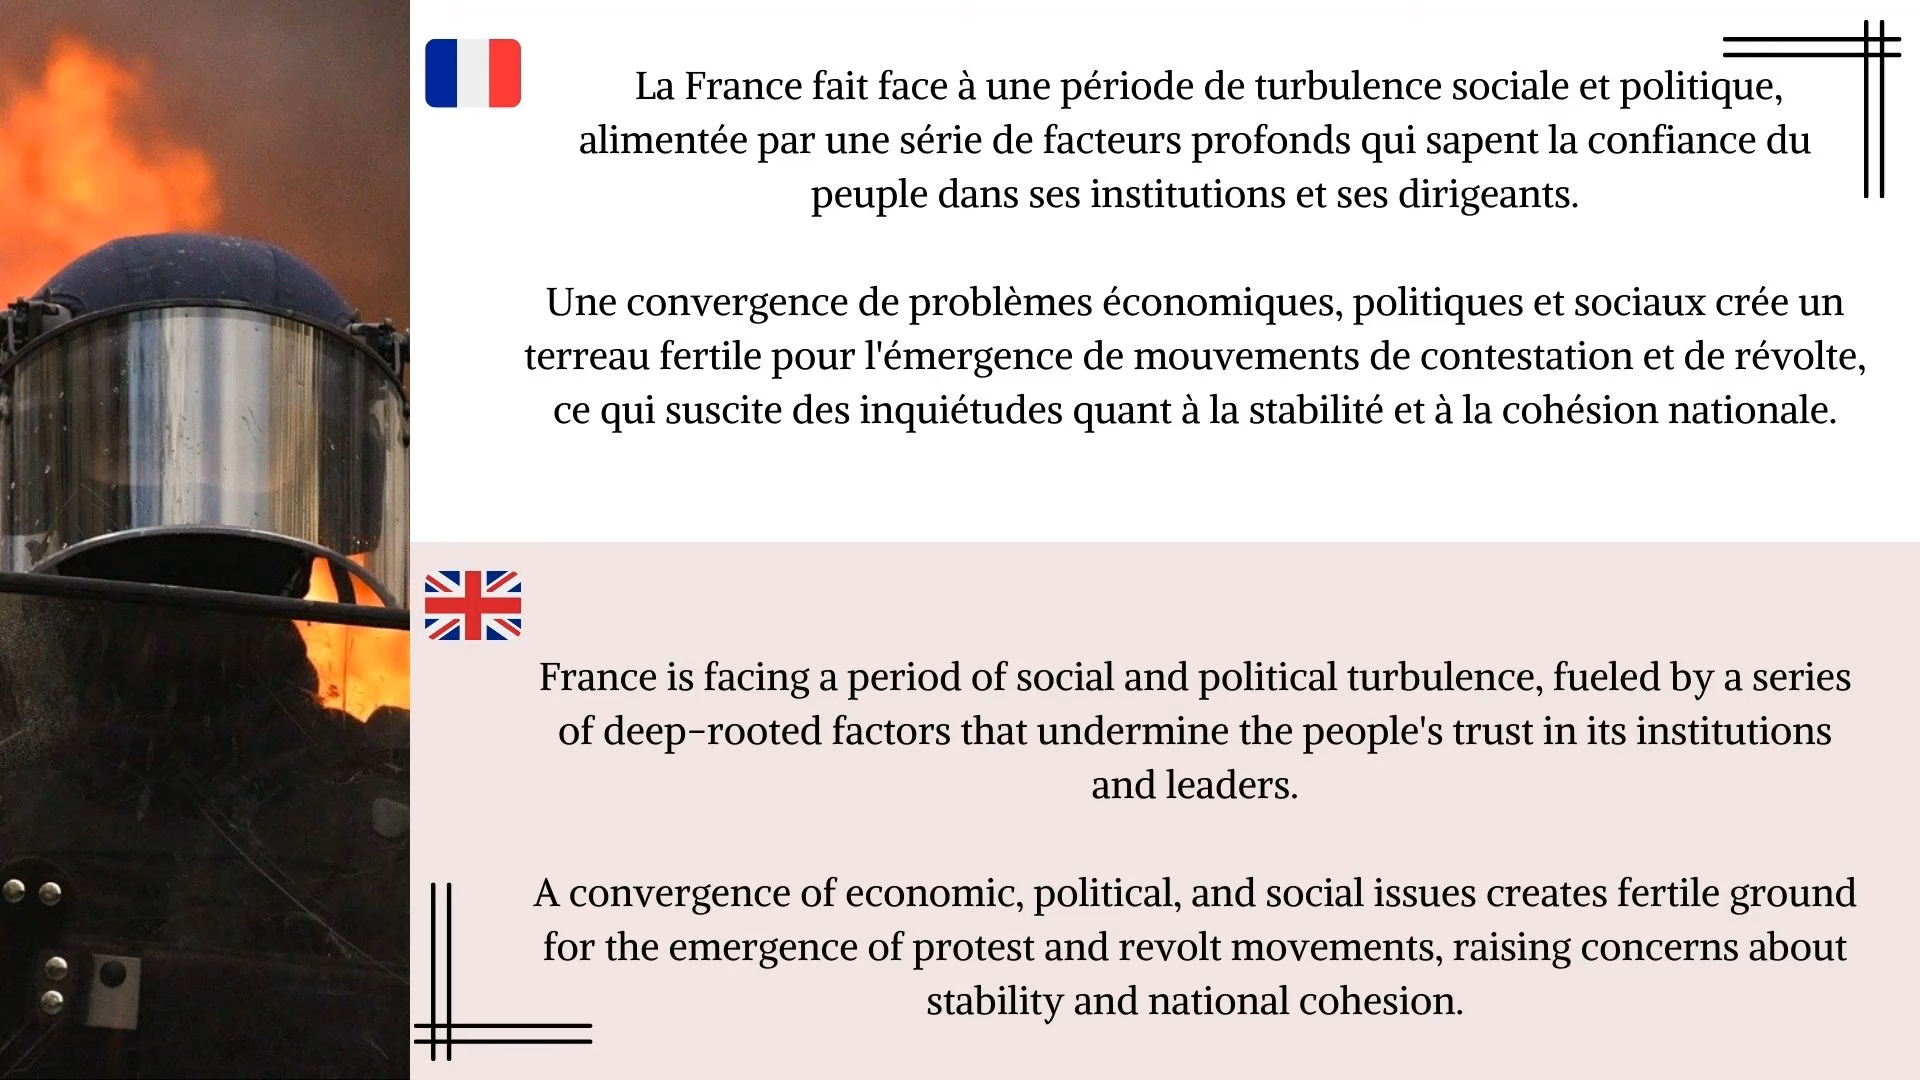 La France fait face à une période de turbulence sociale et politique,
alimentée par une série de facteurs profonds qui sapent la confiance du
peuple dans ses institutions et ses dirigeants.
Une convergence de problèmes économiques, politiques et sociaux crée un
terreau fertile pour l'émergence de mouvements de contestation et de révolte,
ce qui suscite des inquiétudes quant à la stabilité et à la cohésion nationale.
France is facing a period of social and political turbulence, fueled by a series
of deep-rooted factors that undermine the people's trust in its institutions
and leaders.
A convergence of economic, political, and social issues creates fertile ground
for the emergence of protest and revolt movements, raising concerns about
stability and national cohesion.